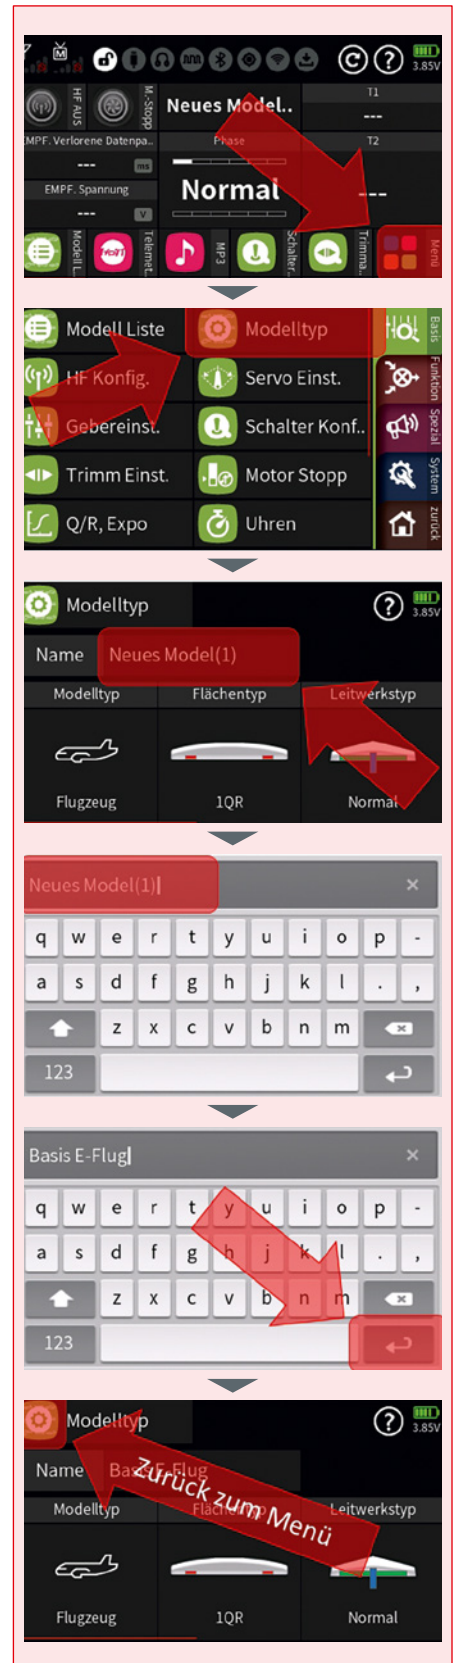 3.85V
HF AUS
M.-Stopp
Neues Model..
T1
---
EMPF. Verlorene Datenpa..
Phase
T2
--- ms
Normal
---
EMPF. Spannung
--- V
Modell L..
Telemet..
MP3
Schalter..
Trimma..
Menü
Modell Liste
Modelltyp
Basis
HF Konfig.
Servo Einst.
Funktion
Gebereinst.
Schalter Konf..
Spezial
Trimm Einst.
Motor Stopp
System
Q/R, Expo
Uhren
zurück
Modelltyp
3.85V
Name Neues Model(1)
Modelltyp Flächentyp Leitwerkstyp
Flugzeug 1QR Normal
Neues Model(1)
q w e r t y u i o p -
a s d f g h j k l . ,
z x c v b n m
123
Basis E-Flug
q w e r t y u i o p -
a s d f g h j k l . ,
z x c v b n m
123
Modelltyp
3.85V
Name Basis E-Flug
Zurück zum Menü
Modelltyp Flächentyp Leitwerkstyp
Flugzeug 1QR Normal